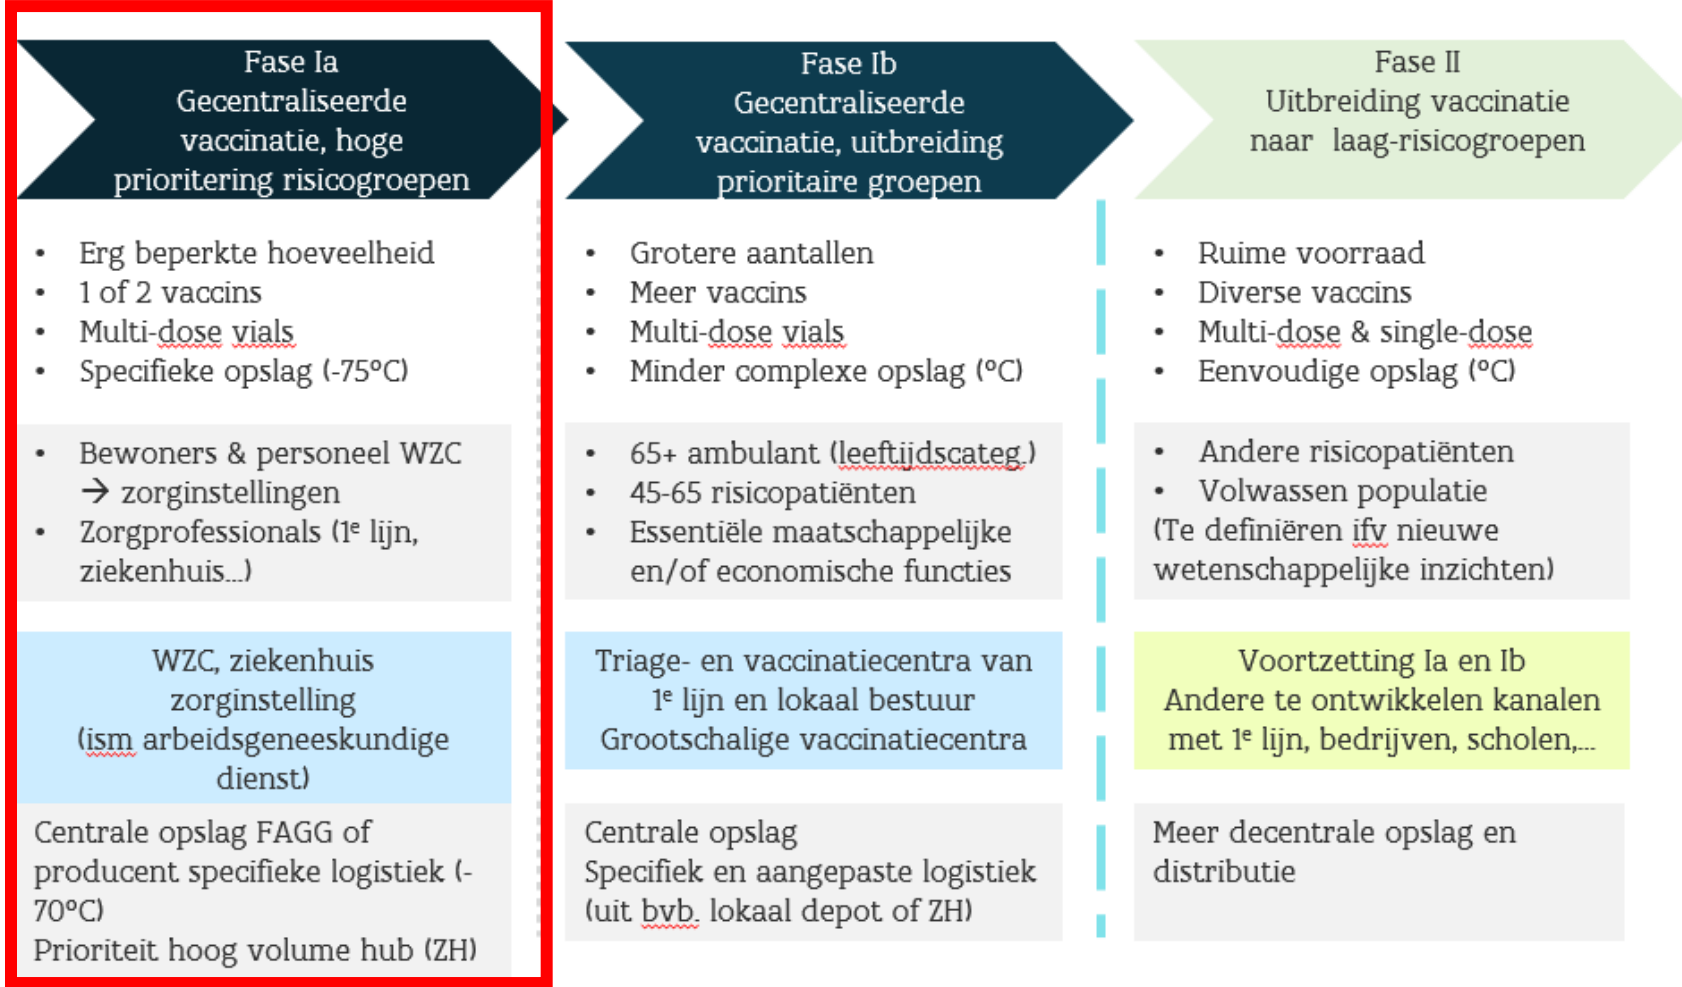 Fase Ia
Gecentraliseerde
vaccinatie, hoge
prioritering risicogroepen
• Erg beperkte hoeveelheid
• 1 of 2 vaccins
• Multi-dose vials
• Specifieke opslag (-75°C)
• Bewoners & personeel WZC
→ zorginstellingen
• Zorgprofessionals (1e lijn,
ziekenhuis...)
WZC, ziekenhuis
zorginstelling
(ism arbeidsgeneeskundige
dienst)
Centrale opslag FAGG of
producent specifieke logistiek (-
70°C)
Prioriteit hoog volume hub (ZH)
Fase Ib
Gecentraliseerde
vaccinatie, uitbreiding
prioritaire groepen
• Grotere aantallen
• Meer vaccins
• Multi-dose vials
• Minder complexe opslag (°C)
• 65+ ambulant (leeftijdscateg.)
• 45-65 risicopatiënten
• Essentiële maatschappelijke
en/of economische functies
Triage- en vaccinatiecentra van
1e lijn en lokaal bestuur
Grootschalige vaccinatiecentra
Centrale opslag
Specifiek en aangepaste logistiek
(uit bvb. lokaal depot of ZH)
Fase II
Uitbreiding vaccinatie
naar laag-risicogroepen
• Ruime voorraad
• Diverse vaccins
• Multi-dose & single-dose
• Eenvoudige opslag (°C)
• Andere risicopatiënten
• Volwassen populatie
(Te definiëren ifv nieuwe
wetenschappelijke inzichten)
Voortzetting Ia en Ib
Andere te ontwikkelen kanalen
met 1e lijn, bedrijven, scholen,...
Meer decentrale opslag en
distributie